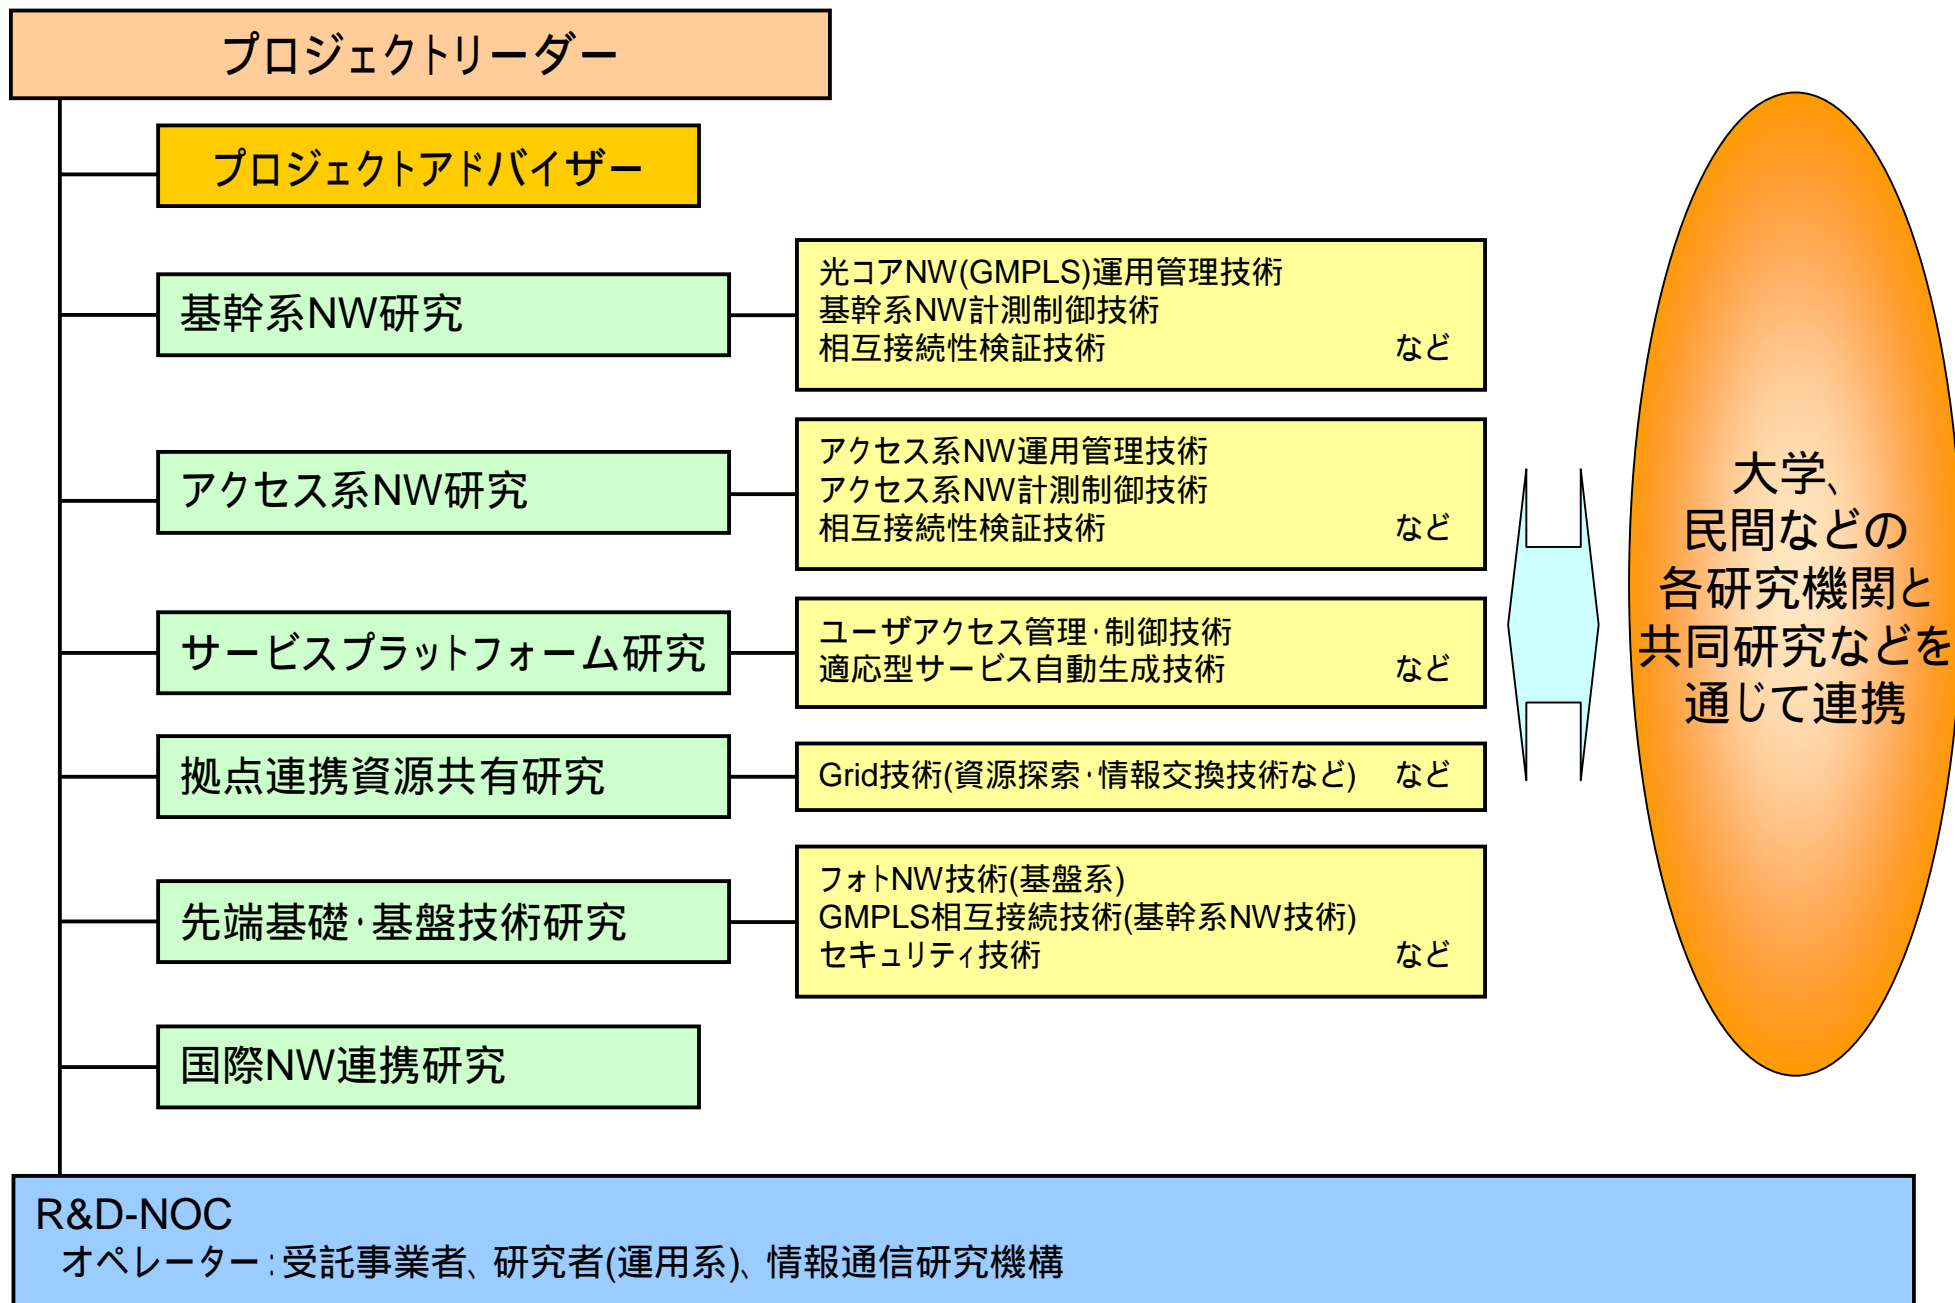 プロジェクトリーダー
プロジェクトアドバイザー
基幹系NW研究
光コアNW(GMPLS)運用管理技術
基幹系NW計測制御技術
相互接続性検証技術 など
アクセス系NW研究
アクセス系NW運用管理技術
アクセス系NW計測制御技術
相互接続性検証技術 など
サービスプラットフォーム研究
ユーザアクセス管理・制御技術
適応型サービス自動生成技術 など
拠点連携資源共有研究
Grid技術(資源探索・情報交換技術など) など
先端基礎・基盤技術研究
フォトNW技術(基盤系)
GMPLS相互接続技術(基幹系NW技術)
セキュリティ技術 など
国際NW連携研究
大学、
民間などの
各研究機関と
共同研究などを
通じて連携
R&D-NOC
オペレーター：受託事業者、研究者(運用系)、情報通信研究機構